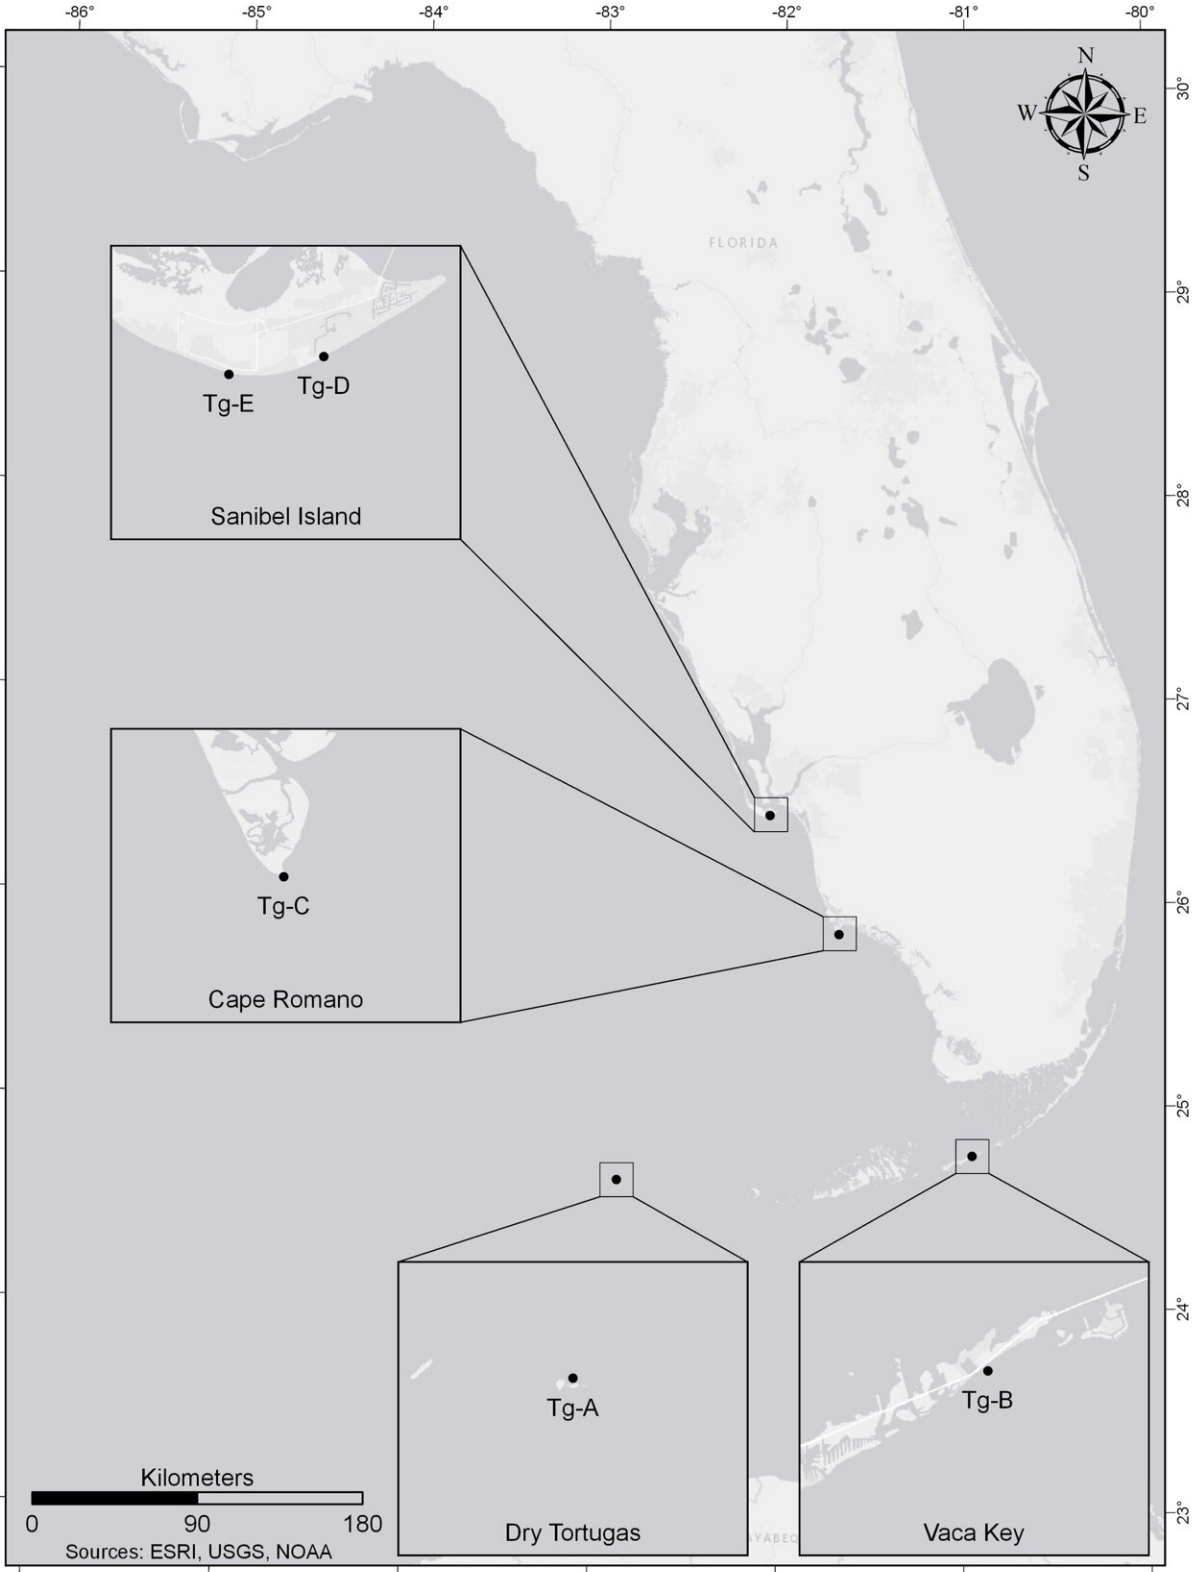 -86° -85° -84° -83° -82° -81° -80°
N
W E
S
30°
FLORIDA
29°
Tg-D
Tg-E
Sanibel Island
28°
27°
26°
Tg-C
Cape Romano
25°
24°
Tg-A
Tg-B
Kilometers
0 90 180
Sources: ESRI, USGS, NOAA
Dry Tortugas
AYABEQ
Vaca Key
23°